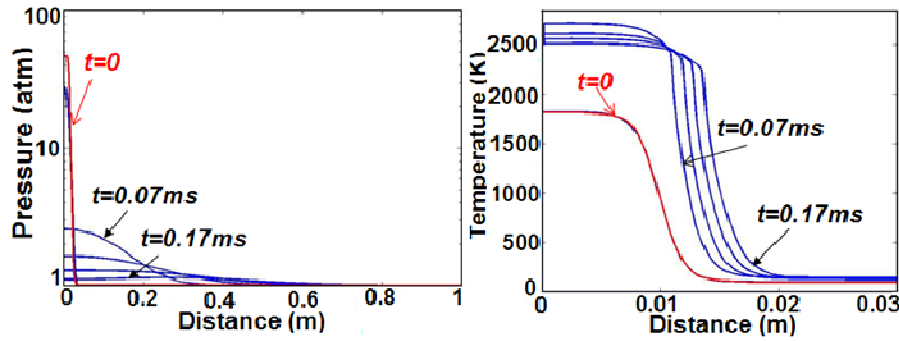 100
10
1
Pressure (atm)
t=0
t=0.07ms
t=0.17ms
0
0.2
0.4
0.6
0.8
1
Distance (m)
2500
2000
1500
1000
500
0
Temperature (K)
t=0
t=0.07ms
t=0.17ms
0
0.01
0.02
0.03
Distance (m)